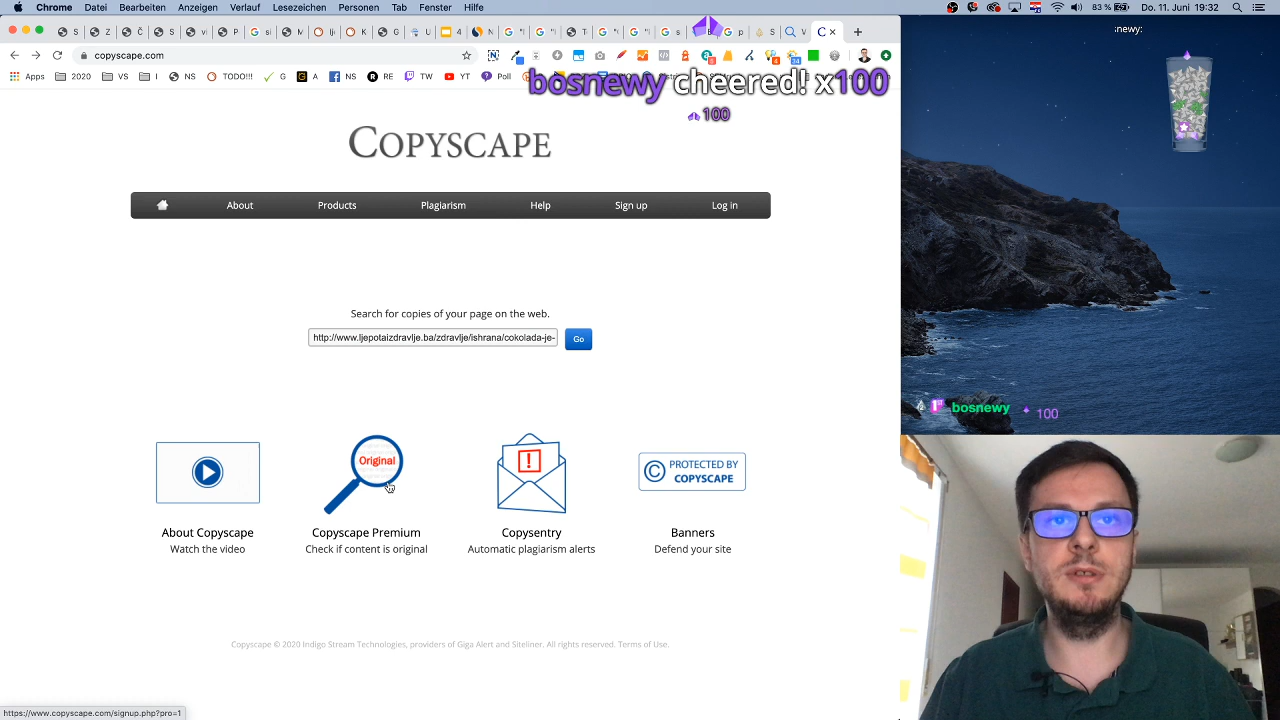 Chrome Datei Bearbeiten Anzeigen Verlauf Lesezeichen Personen Tab Fenster Hilfe
83 % Do. 11. Juni 19:32
copyscape.com
Apps 2020 VS NS TODO!!! G A NS RE TW YT Poll
bosnewy cheered! x100
100
:newy:
COPYSCAPE
About Products Plagiarism Help Sign up Log in
Search for copies of your page on the web.
http://www.ljepotaizdravlje.ba/zdravlje/ishrana/cokolada-je- Go
Original
!
© PROTECTED BY
COPYSCAPE
About Copyscape
Watch the video
Copyscape Premium
Check if content is original
Copysentry
Automatic plagiarism alerts
Banners
Defend your site
Copyscape © 2020 Indigo Stream Technologies, providers of Giga Alert and Siteliner. All rights reserved. Terms of Use.
https://www.copyscape.com/signup.php?pro=1
bosnewy 100